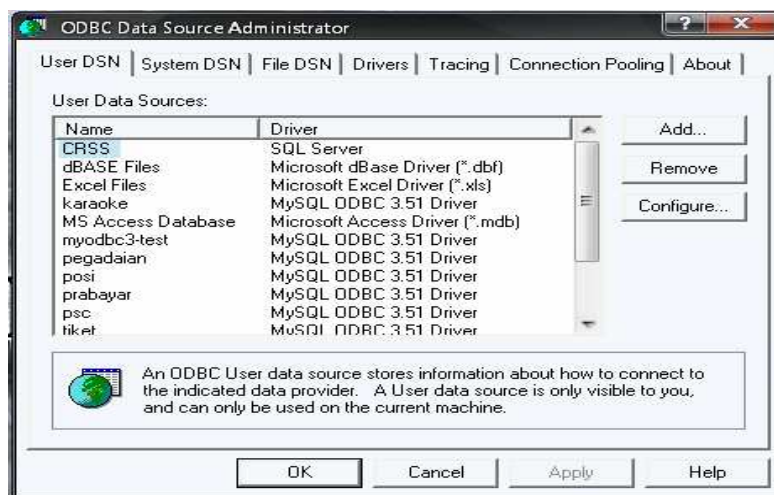 ODBC Data Source Administrator
User DSN System DSN File DSN Drivers Tracing Connection Pooling About
User Data Sources:
Name Driver
CRSS SQL Server
dBASE Files Microsoft dBase Driver (*.dbf)
Excel Files Microsoft Excel Driver (*.xls)
karaoke MySQL ODBC 3.51 Driver
MS Access Database Microsoft Access Driver (*.mdb)
myodbc3-test MySQL ODBC 3.51 Driver
pegadaian MySQL ODBC 3.51 Driver
posi MySQL ODBC 3.51 Driver
prabayar MySQL ODBC 3.51 Driver
psc MySQL ODBC 3.51 Driver
tiket MySQL ODBC 3.51 Driver
Add...
Remove
Configure...
An ODBC User data source stores information about how to connect to
the indicated data provider. A User data source is only visible to you,
and can only be used on the current machine.
OK Cancel Apply Help